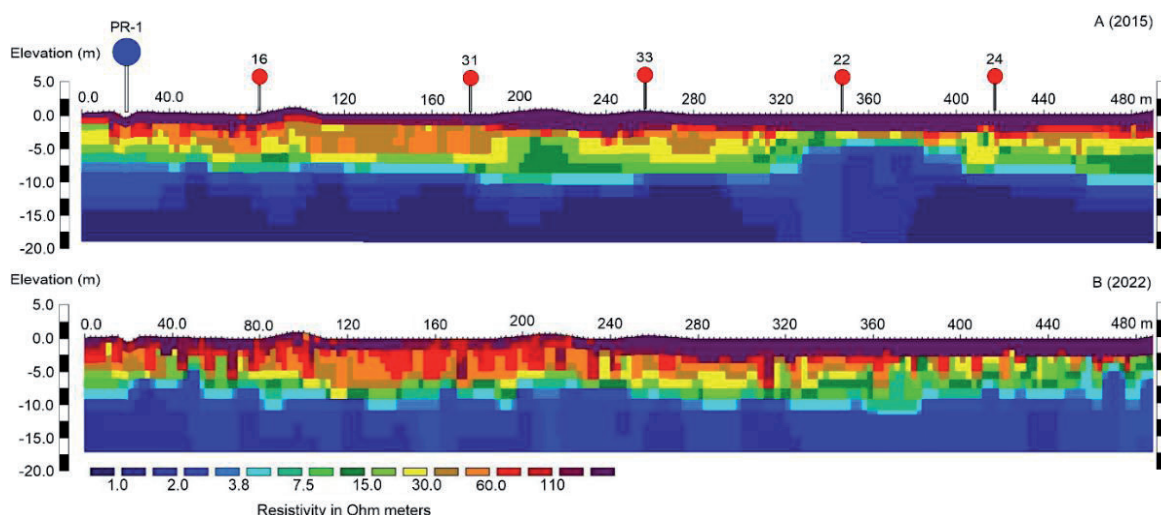 PR-1
A (2015)
Elevation (m)
16 31 33 22 24
5.0
0.0 40.0 120 160 200 240 280 320 360 400 440 480 m
0.0
-5.0
-10.0
-15.0
-20.0
Elevation (m)
B (2022)
5.0
0.0 40.0 80.0 120 160 200 240 280 320 360 400 440 480 m
0.0
-5.0
-10.0
-15.0
-20.0
1.0 2.0 3.8 7.5 15.0 30.0 60.0 110
Resistivity in Ohm meters